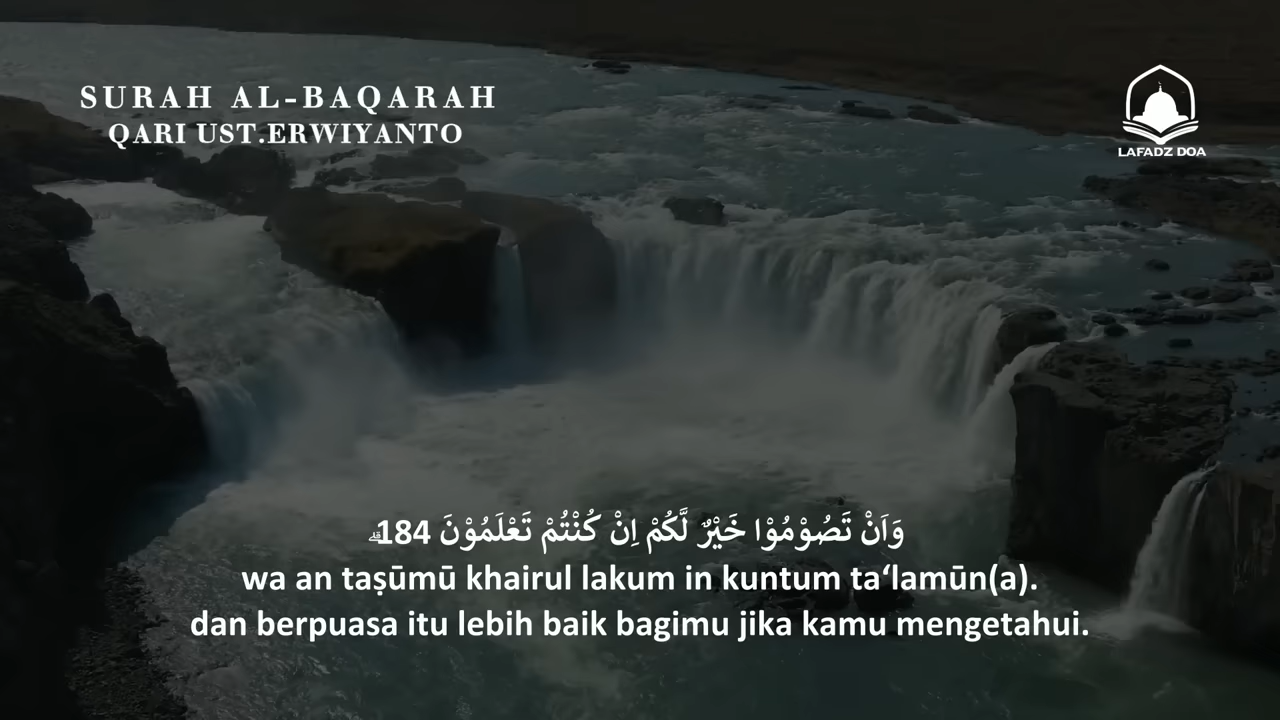 SURAH AL-BAQARAH
QARI UST.ERWIYANTO
LAFADZ DOA
وَاَنْ تَصُوْمُوْا خَيْرٌ لَّكُمْ اِنْ كُنْتُمْ تَعْلَمُوْنَ 184
wa an taṣūmū khairul lakum in kuntum ta‘lamūn(a).
dan berpuasa itu lebih baik bagimu jika kamu mengetahui.